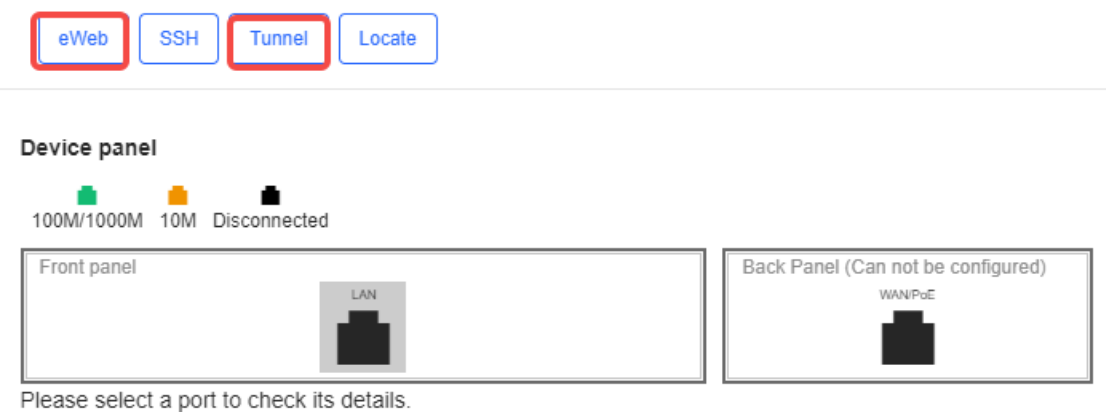 eWeb SSH Tunnel Locate
Device panel
100M/1000M 10M Disconnected
Front panel
LAN
Back Panel (Can not be configured)
WAN/PoE
Please select a port to check its details.